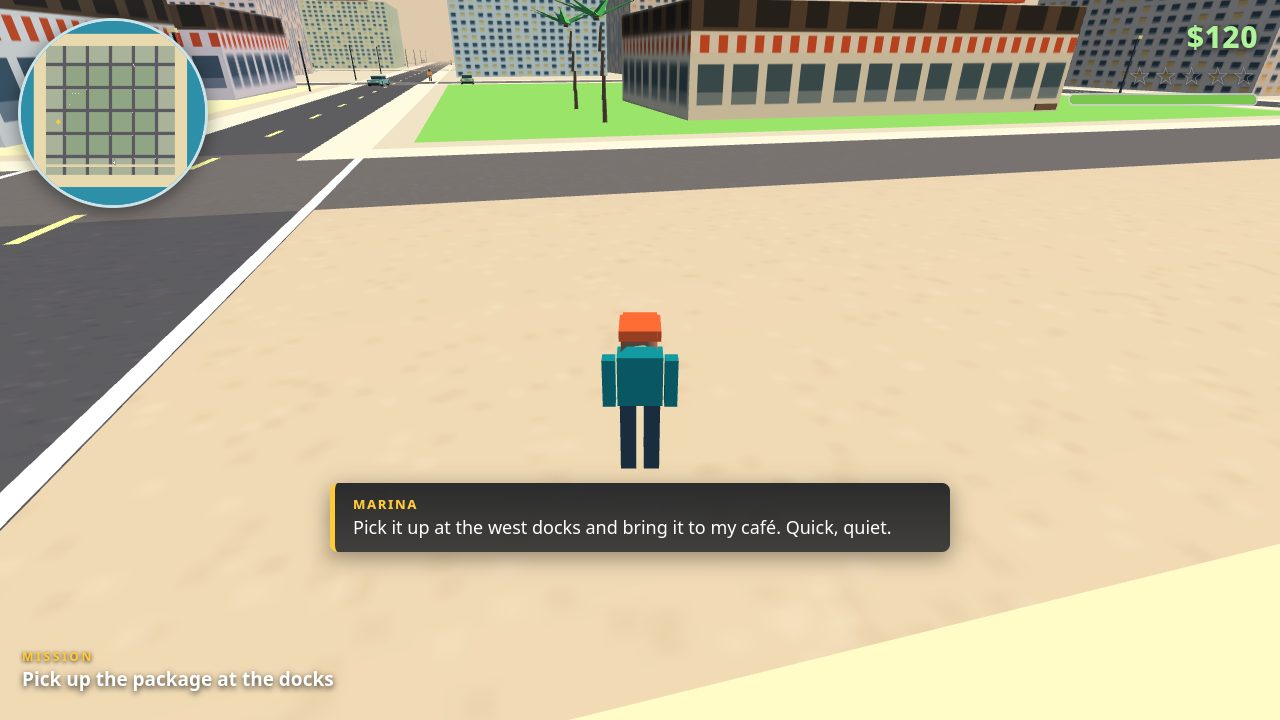 $120
MARINA
Pick it up at the west docks and bring it to my café. Quick, quiet.
MISSION
Pick up the package at the docks